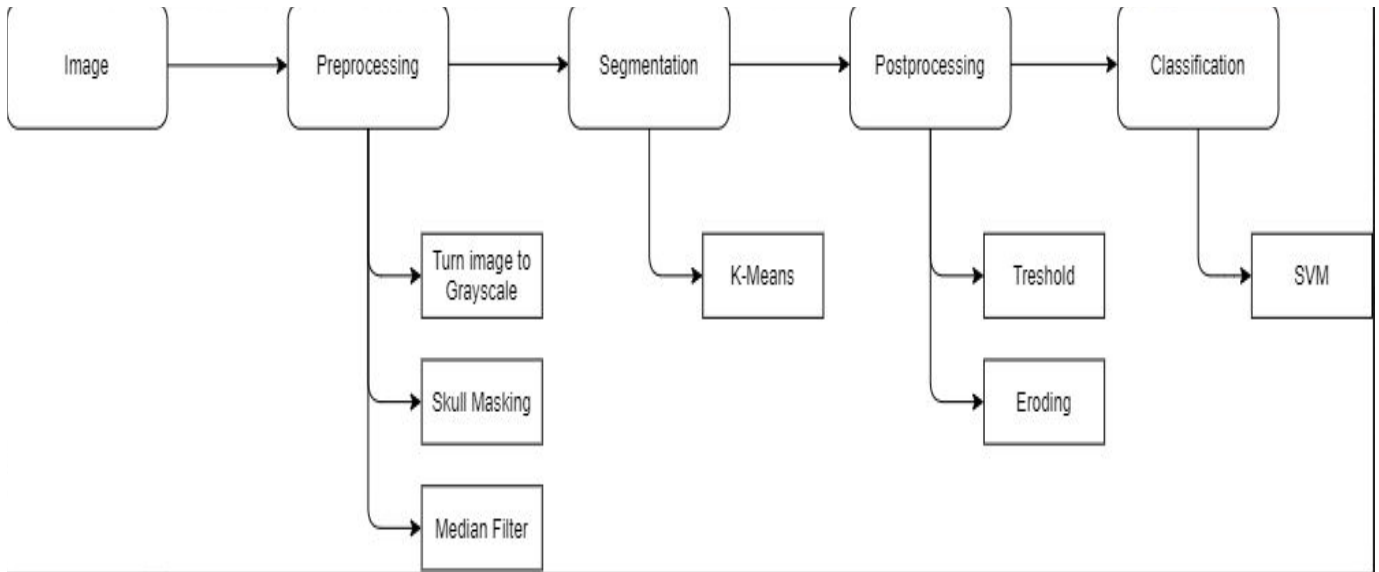 Image
Preprocessing
Segmentation
Postprocessing
Classification
Turn image to
Grayscale
K-Means
Treshold
SVM
Skull Masking
Eroding
Median Filter